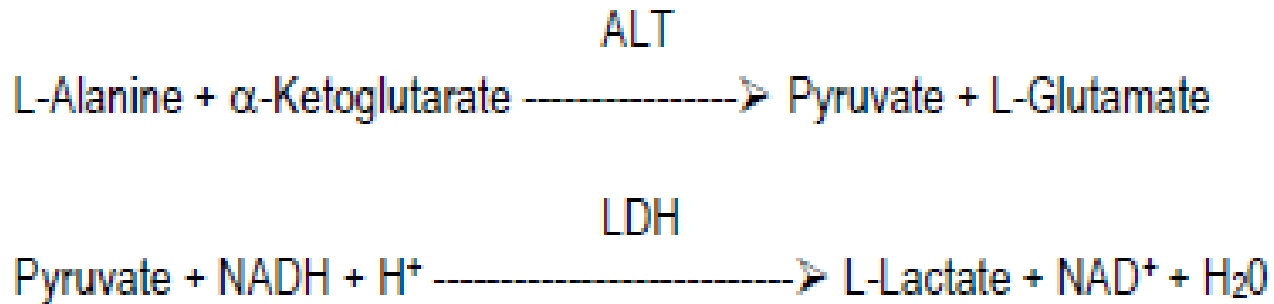 ALT
L-Alanine + α-Ketoglutarate ----------------➢ Pyruvate + L-Glutamate
LDH
Pyruvate + NADH + H⁺ ---------------------------➢ L-Lactate + NAD⁺ + H₂0